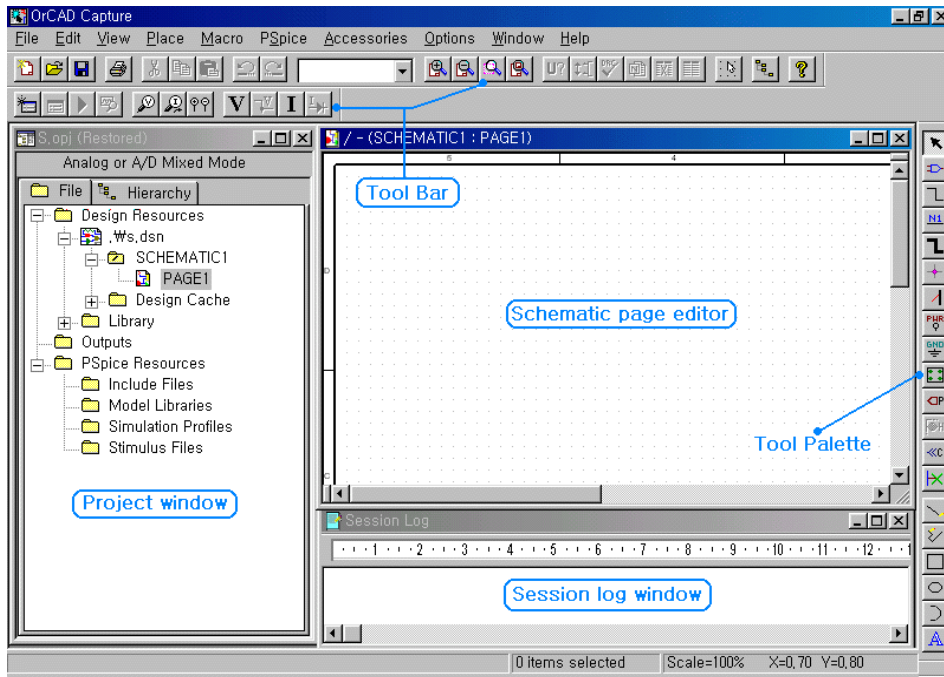 OrCAD Capture
File Edit View Place Macro PSpice Accessories Options Window Help
U?
V I
S.opj (Restored)
Analog or A/D Mixed Mode
File Hierarchy
Design Resources
.₩s.dsn
SCHEMATIC1
PAGE1
Design Cache
Library
Outputs
PSpice Resources
Include Files
Model Libraries
Simulation Profiles
Stimulus Files
Project window
/ - (SCHEMATIC1 : PAGE1)
5 4
Tool Bar
D
Schematic page editor
Tool Palette
C
N1
PWR
GND
Session Log
1 2 3 4 5 6 7 8 9 10 11 12 1
Session log window
A
0 items selected Scale=100% X=0.70 Y=0.80